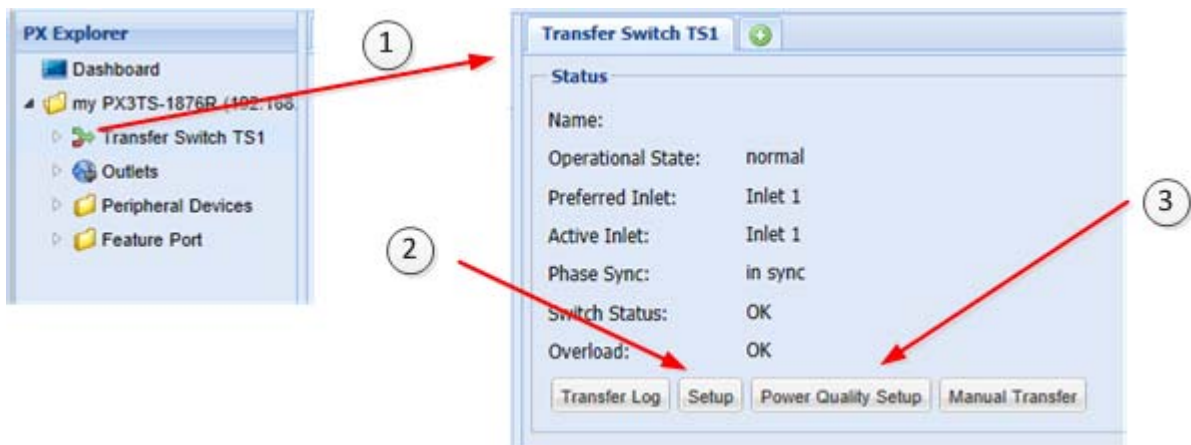 PX Explorer
Dashboard
my PX3TS-1876R (192.168.
Transfer Switch TS1
Outlets
Peripheral Devices
Feature Port
1
Transfer Switch TS1
Status
Name:
Operational State: normal
Preferred Inlet: Inlet 1
Active Inlet: Inlet 1
Phase Sync: in sync
Switch Status: OK
Overload: OK
Transfer Log Setup Power Quality Setup Manual Transfer
2
3